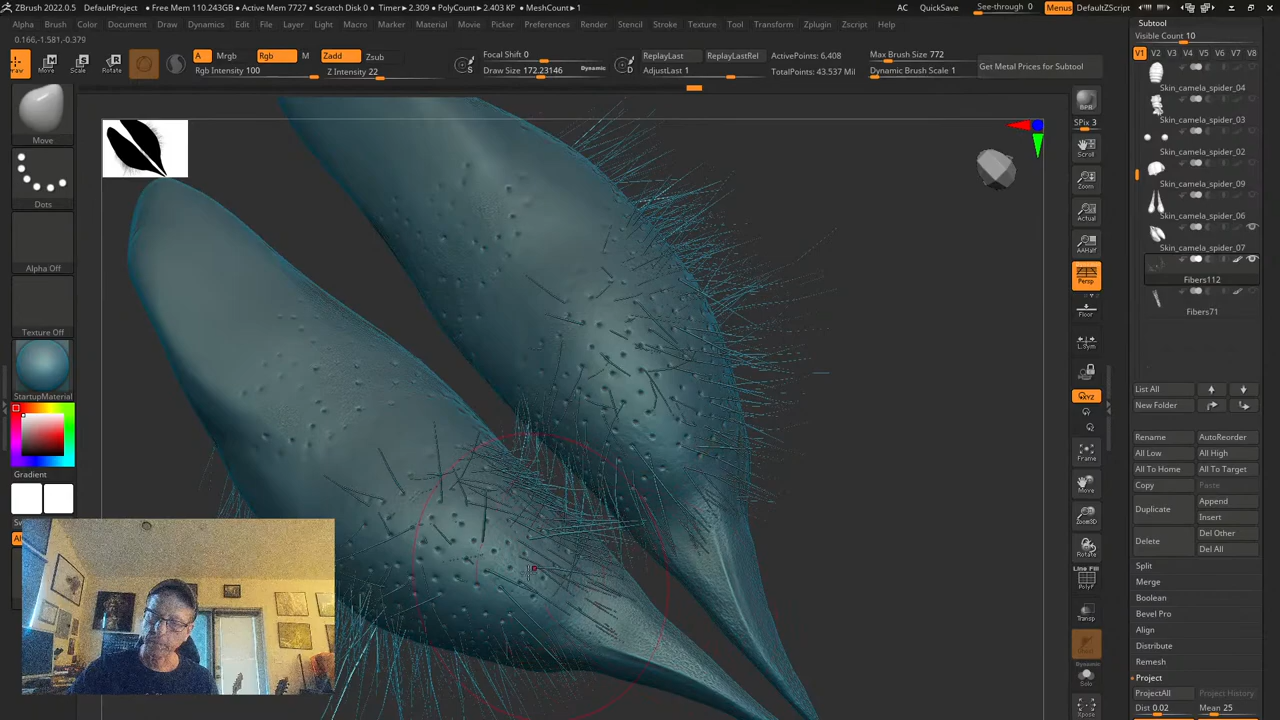 ZBrush 2022.0.5 DefaultProject • Free Mem 110.243GB • Active Mem 7727 • Scratch Disk 0 • Timer▸2.309 • PolyCount▸2.403 KP • MeshCount▸1 AC QuickSave See-through 0 Menus DefaultZScript
Alpha Brush Color Document Draw Dynamics Edit File Layer Light Macro Marker Material Movie Picker Preferences Render Stencil Stroke Texture Tool Transform Zplugin Zscript Help
0.166,-1.581,-0.379
Draw Move Scale Rotate
A Mrgb Rgb M Zadd Zsub
Rgb Intensity 100 Z Intensity 22
Focal Shift 0
Draw Size 172.23146 Dynamic
S D
ReplayLast ReplayLastRel
AdjustLast 1
ActivePoints: 6,408
TotalPoints: 43.537 Mil
Max Brush Size 772
Dynamic Brush Scale 1
Get Metal Prices for Subtool
Move
Dots
Alpha Off
Texture Off
StartupMaterial
Gradient
BPR
SPix 3
Scroll
Zoom
Actual
AAHalf
Persp
Floor
L.Sym
XYZ
Frame
Move
Zoom3D
Rotate
Line Fill
PolyF
Transp
Dynamic
Solo
Xpose
Subtool
Visible Count 10
V1 V2 V3 V4 V5 V6 V7 V8
Skin_camela_spider_04
Skin_camela_spider_03
Skin_camela_spider_02
Skin_camela_spider_09
Skin_camela_spider_06
Skin_camela_spider_07
Fibers112
Fibers71
List All
New Folder
Rename AutoReorder
All Low All High
All To Home All To Target
Copy Paste
Duplicate Append
Insert
Delete Del Other
Del All
Split
Merge
Boolean
Bevel Pro
Align
Distribute
Remesh
Project
ProjectAll Project History
Dist 0.02 Mean 25